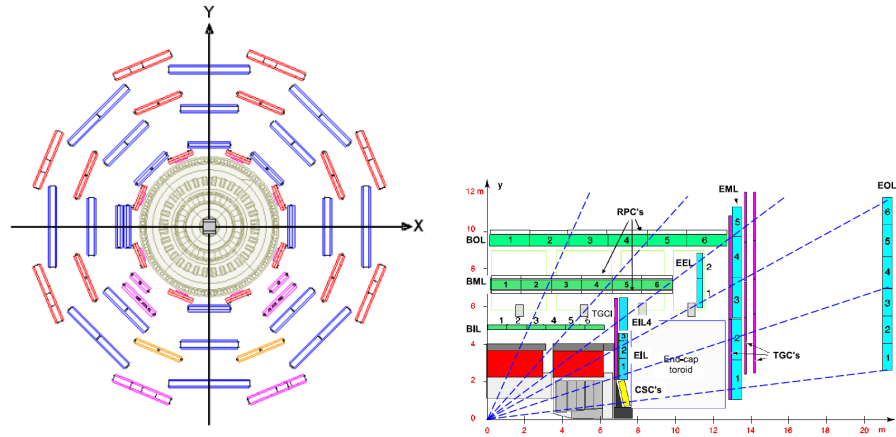 Y
X
12 m
y
EML
EOL
RPC's
10
BOL
1 2 3 4 5 6
5
6
8
EEL
2
4
5
BML
1 2 3 4 5 6
1
3
4
6
TGCI
1 2 3 4 5 6
BIL
EIL4
3
2
3
4
EIL
2
1
End-cap
toroid
2
TGC's
2
CSC's
1
1
0
0 2 4 6 8 10 12 14 16 18 20 m